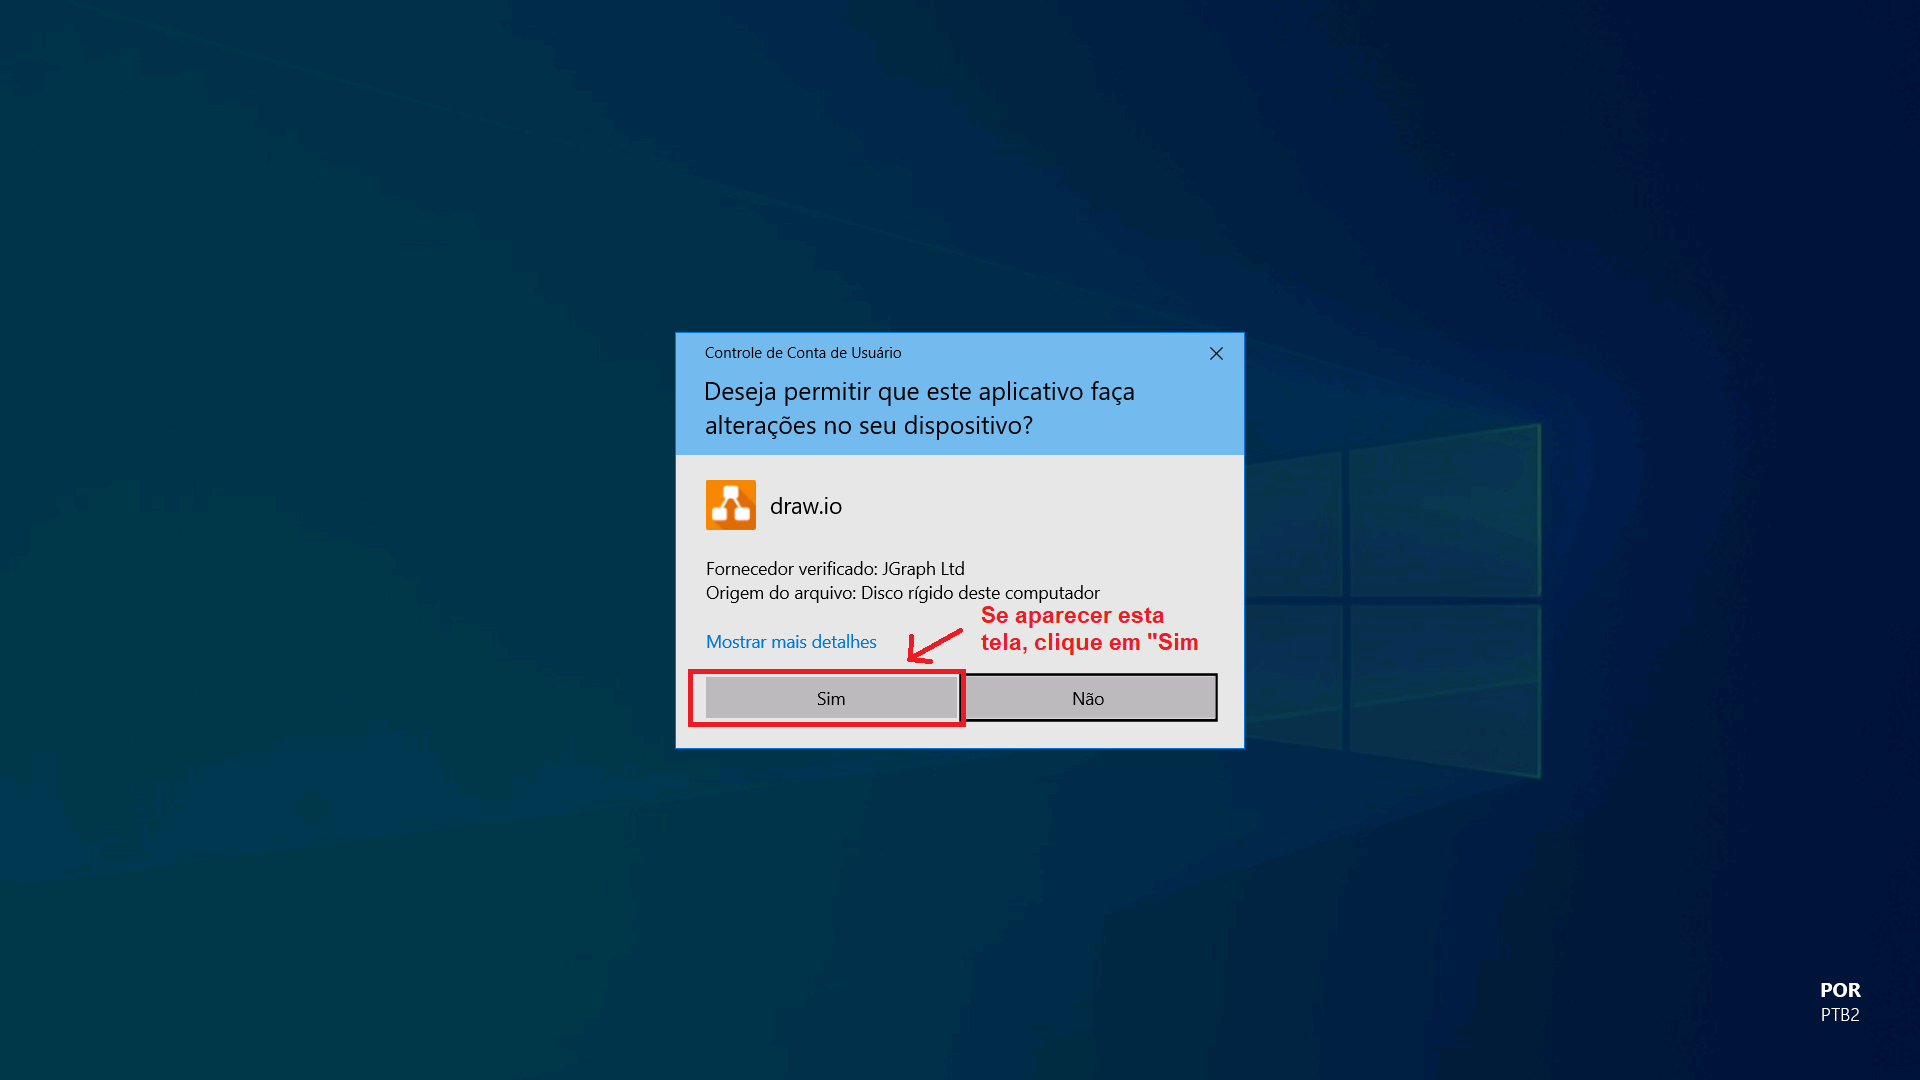 Controle de Conta de Usuário
Deseja permitir que este aplicativo faça
alterações no seu dispositivo?
draw.io
Fornecedor verificado: JGraph Ltd
Origem do arquivo: Disco rígido deste computador
Se aparecer esta
tela, clique em "Sim
Mostrar mais detalhes
Sim
Não
POR
PTB2